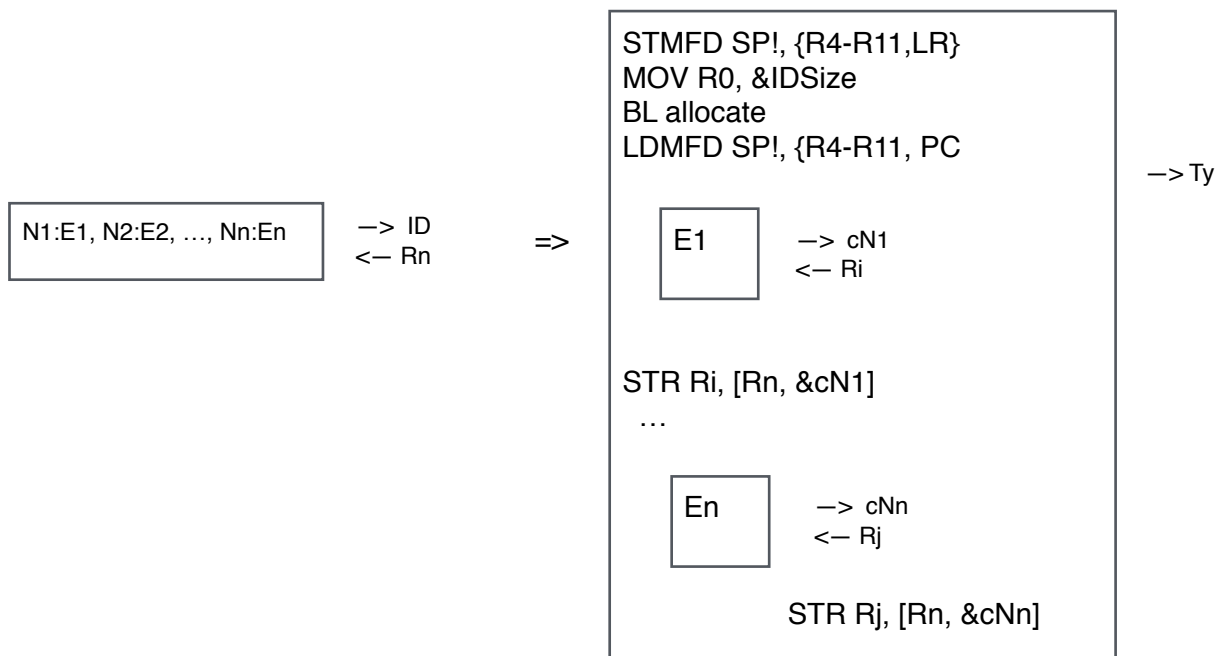 N1:E1, N2:E2, …, Nn:En
—> ID
<— Rn
=>
STMFD SP!, {R4-R11,LR}
MOV R0, &IDSize
BL allocate
LDMFD SP!, {R4-R11, PC
E1
—> cN1
<— Ri
STR Ri, [Rn, &cN1]
…
En
—> cNn
<— Rj
STR Rj, [Rn, &cNn]
—> Ty